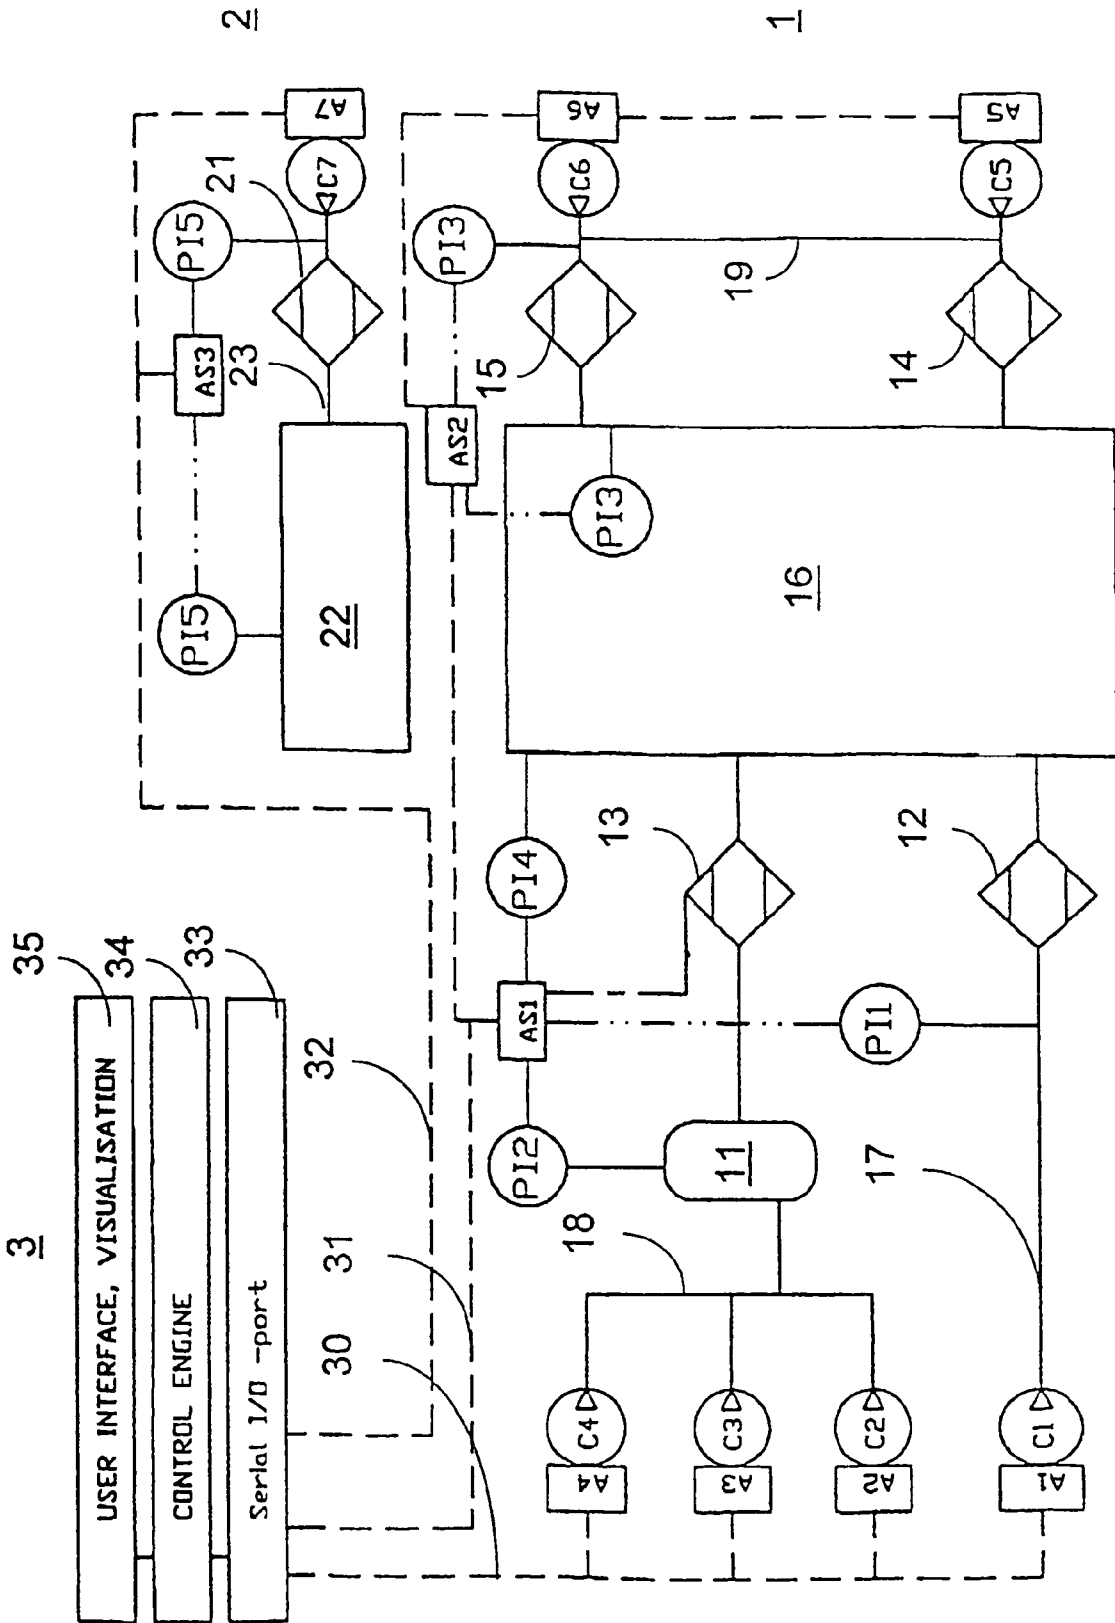 3
USER INTERFACE, VISUALISATION
35
CONTROL ENGINE
34
Serial I/O -port
33
30
31
32
2
PI5
AS3
PI5
22
23
21
C7
A7
1
A4
C4
A3
C3
A2
C2
A1
C1
18
17
PI2
11
AS1
PI1
PI4
13
12
16
PI3
AS2
PI3
15
14
19
C6
A6
C5
A5